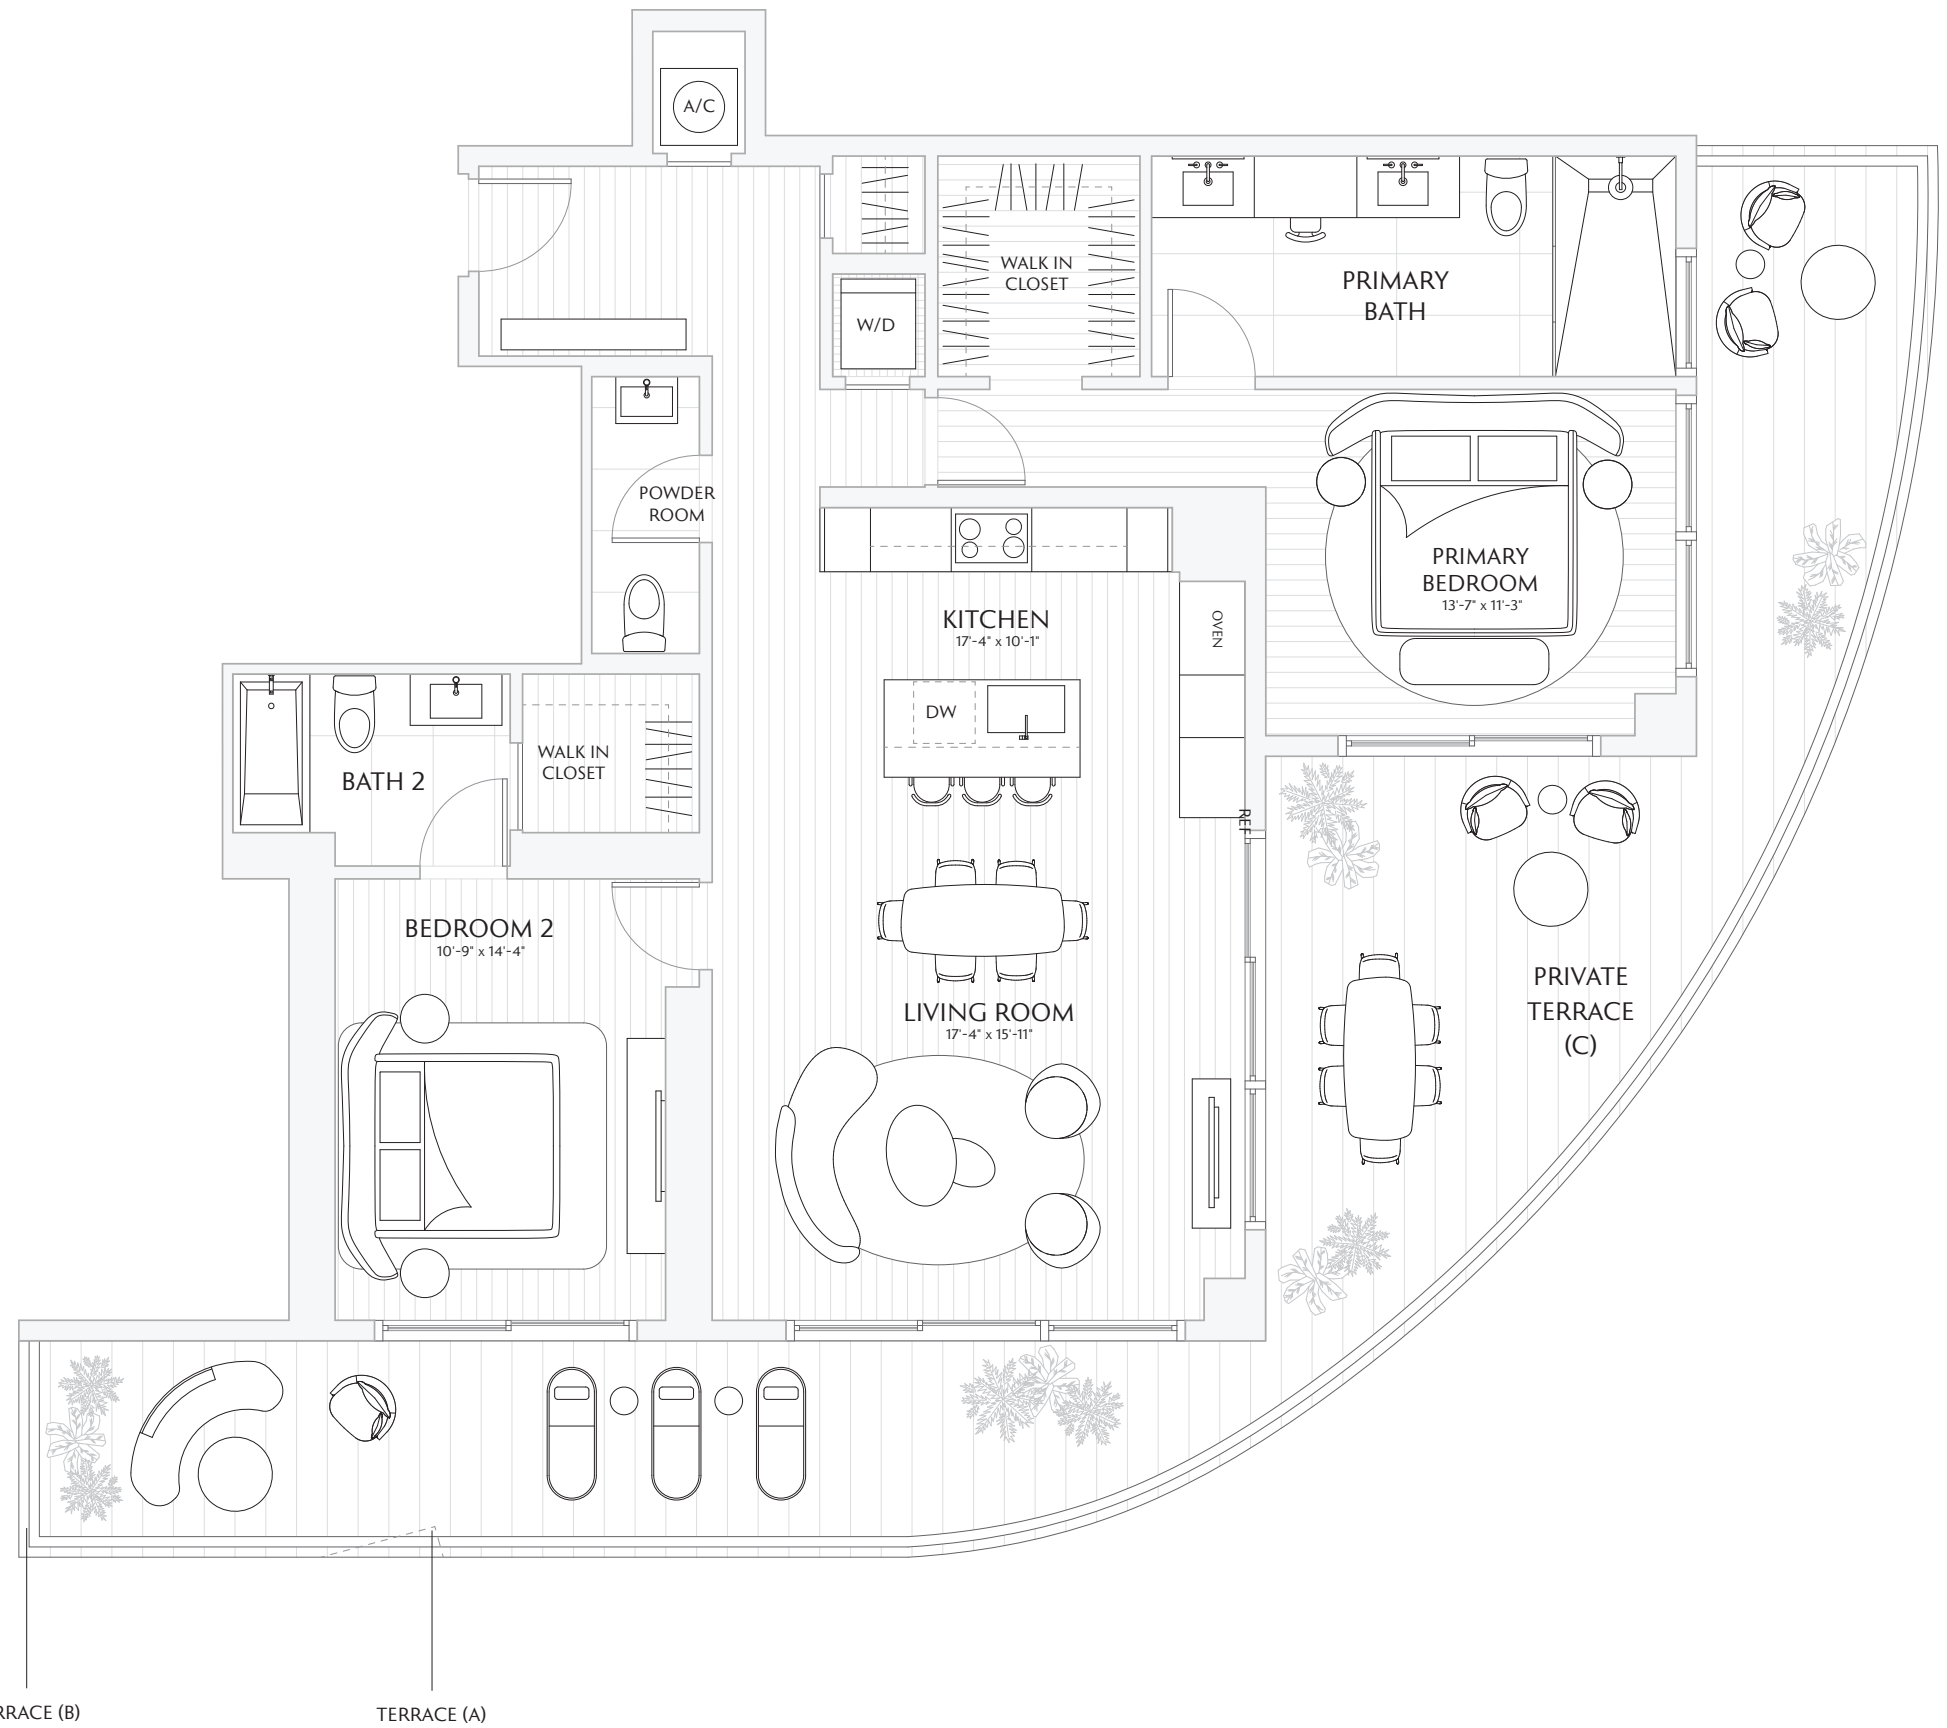 A/C
WALK IN
CLOSET
PRIMARY
BATH
W/D
POWDER
ROOM
PRIMARY
BEDROOM
13'-7" x 11'-3"
KITCHEN
17'-4" x 10'-1"
OVEN
DW
WALK IN
CLOSET
BATH 2
REF
BEDROOM 2
10'-9" x 14'-4"
LIVING ROOM
17'-4" x 15'-11"
PRIVATE
TERRACE
(C)
RRACE (B)
TERRACE (A)